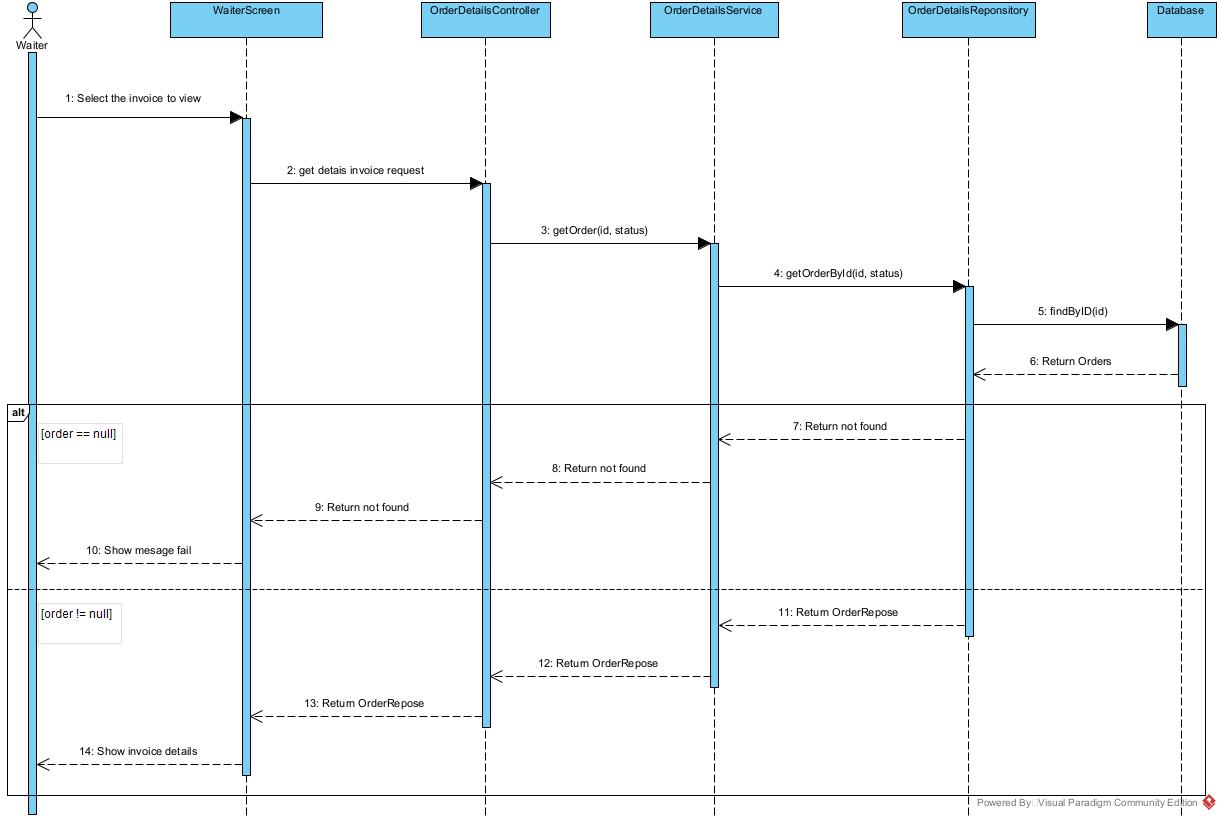 WaiterScreen
OrderDetailsController
OrderDetailsService
OrderDetailsReponsitory
Database
Waiter
1: Select the invoice to view
2: get detais invoice request
3: getOrder(id, status)
4: getOrderById(id, status)
5: findByID(id)
6: Return Orders
alt
[order == null]
7: Return not found
8: Return not found
9: Return not found
10: Show mesage fail
[order != null]
11: Return OrderRepose
12: Return OrderRepose
13: Return OrderRepose
14: Show invoice details
Powered By Visual Paradigm Community Edition